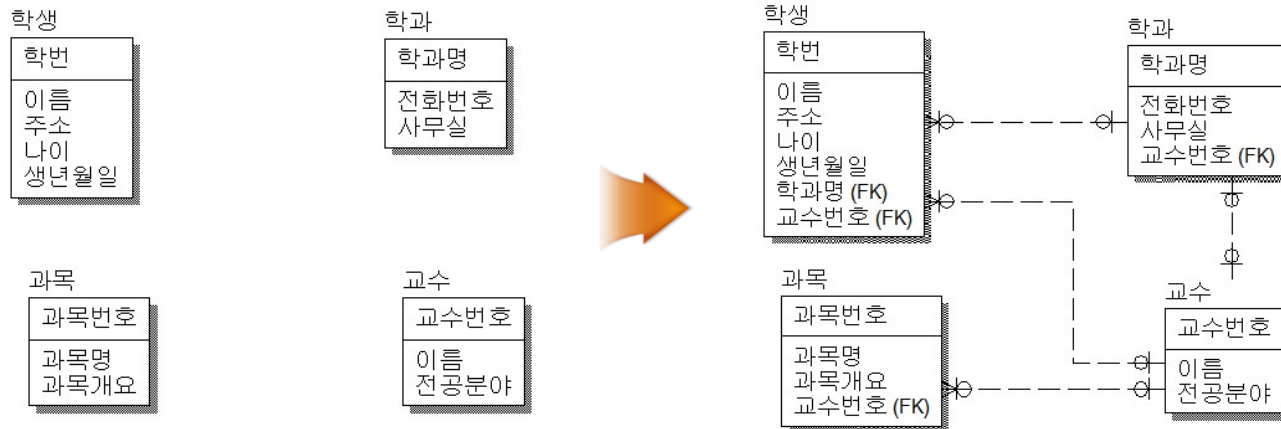 학생
학번
이름
주소
나이
생년월일
학과
학과명
전화번호
사무실
과목
과목번호
과목명
과목개요
교수
교수번호
이름
전공분야
학생
학번
이름
주소
나이
생년월일
학과명 (FK)
교수번호 (FK)
학과
학과명
전화번호
사무실
교수번호 (FK)
과목
과목번호
과목명
과목개요
교수번호 (FK)
교수
교수번호
이름
전공분야